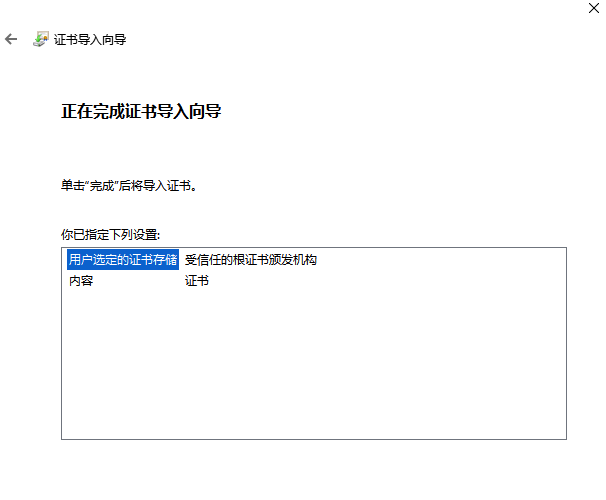 证书导入向导
正在完成证书导入向导
单击“完成”后将导入证书。
你已指定下列设置:
用户选定的证书存储 受信任的根证书颁发机构
内容 证书